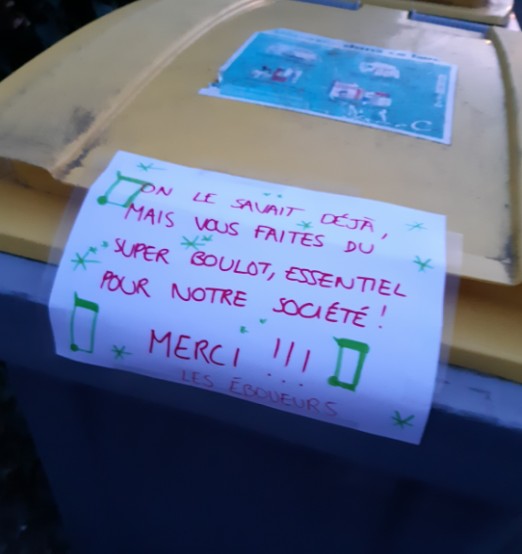 ON LE SAVAIT DÉJÀ,
MAIS VOUS FAITES DU
SUPER BOULOT, ESSENTIEL
POUR NOTRE SOCIÉTÉ !
MERCI !!!
LES ÉBOUEURS